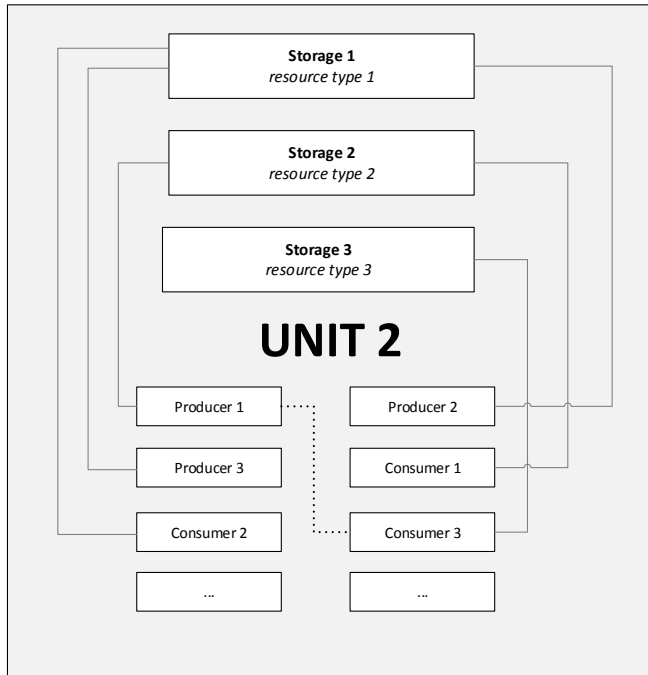 Storage 1
resource type 1
Storage 2
resource type 2
Storage 3
resource type 3
UNIT 2
Producer 1
Producer 2
Producer 3
Consumer 1
Consumer 2
Consumer 3
...
...